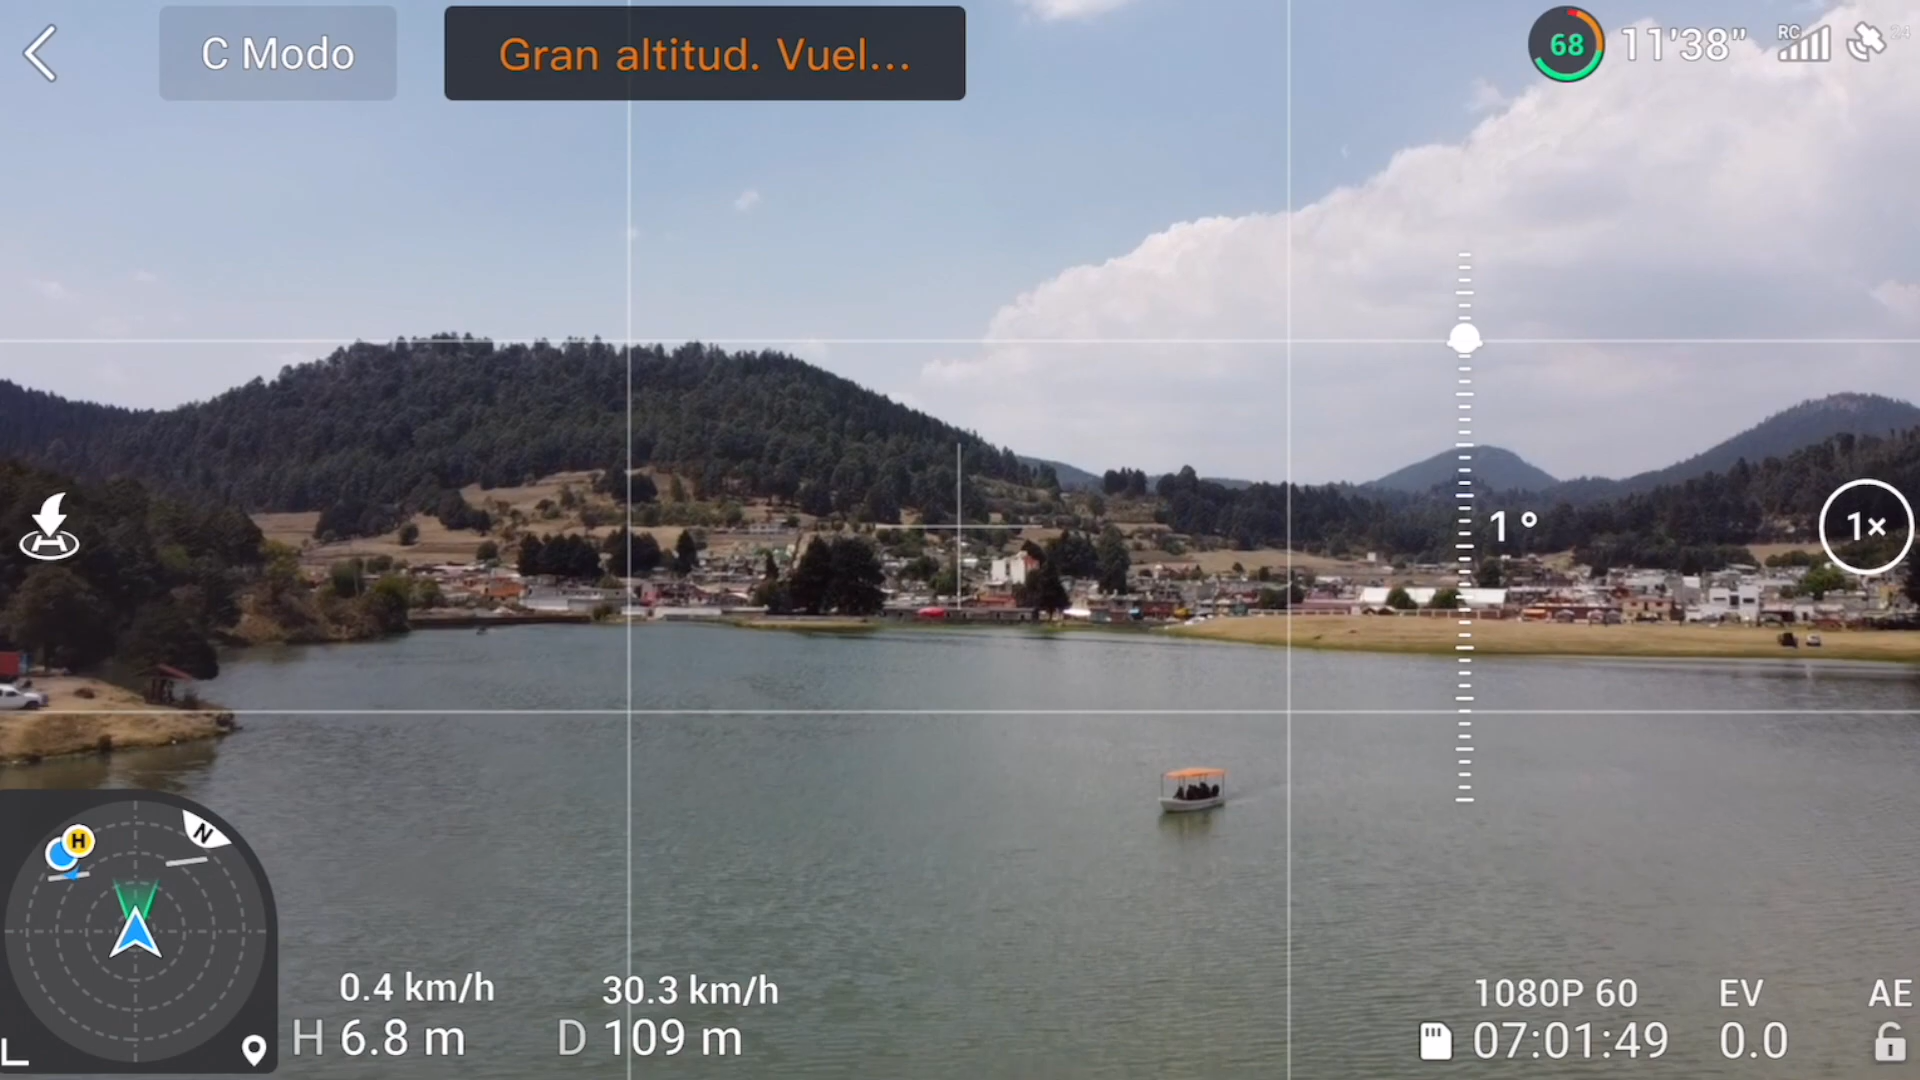 C Modo
Gran altitud. Vuel...
68
11'38"
RC
24
1°
1×
H
N
0.4 km/h
30.3 km/h
H 6.8 m
D 109 m
1080P 60
EV
AE
07:01:49
0.0